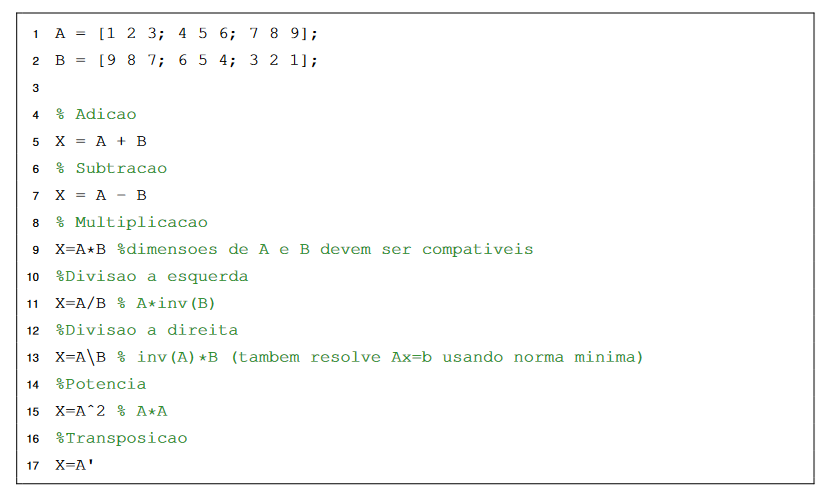 1 A = [1 2 3; 4 5 6; 7 8 9];
2 B = [9 8 7; 6 5 4; 3 2 1];
3
4 % Adicao
5 X = A + B
6 % Subtracao
7 X = A - B
8 % Multiplicacao
9 X=A*B %dimensoes de A e B devem ser compativeis
10 %Divisao a esquerda
11 X=A/B % A*inv(B)
12 %Divisao a direita
13 X=A\B % inv(A)*B (tambem resolve Ax=b usando norma minima)
14 %Potencia
15 X=A^2 % A*A
16 %Transposicao
17 X=A'